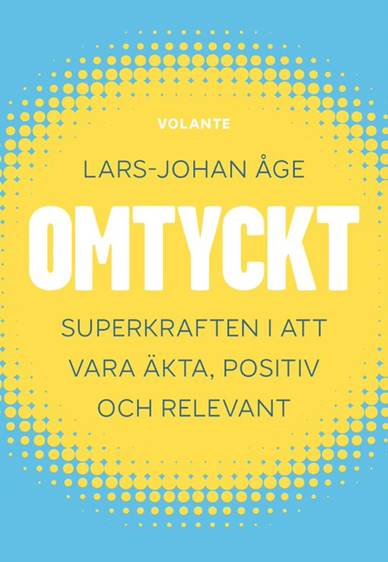 VOLANTE
LARS-JOHAN ÅGE
OMTYCKT
SUPERKRAFTEN I ATT
VARA ÄKTA, POSITIV
OCH RELEVANT